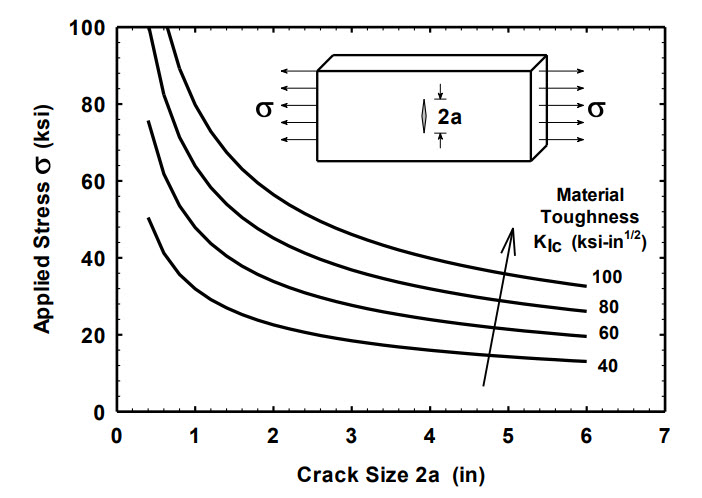 100
80
60
40
20
0
Applied Stress σ (ksi)
σ
2a
σ
Material
Toughness
KIc (ksi-in1/2)
100
80
60
40
0 1 2 3 4 5 6 7
Crack Size 2a (in)